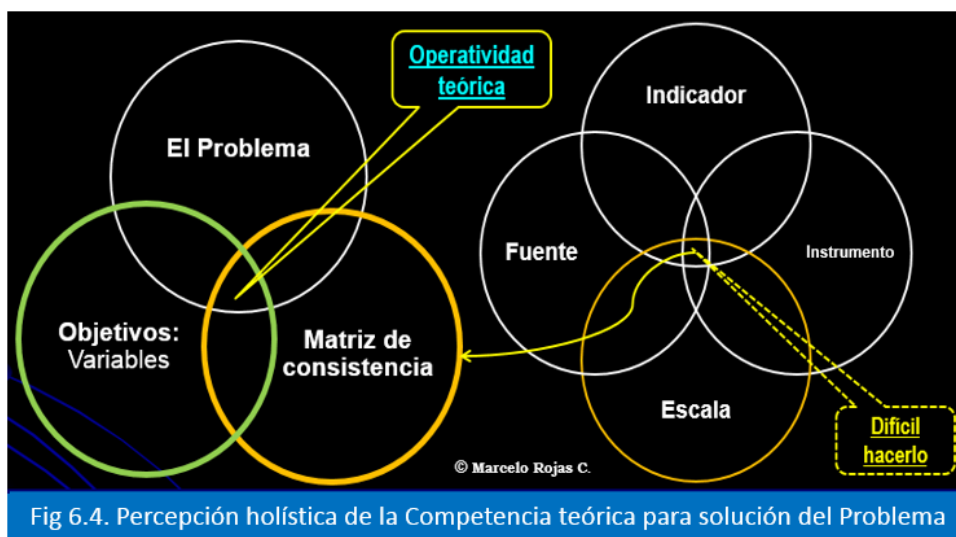 Operatividad
teórica
El Problema
Objetivos:
Variables
Matriz de
consistencia
Indicador
Fuente
Instrumento
Escala
Difícil
hacerlo
© Marcelo Rojas C.
Fig 6.4. Percepción holística de la Competencia teórica para solución del Problema